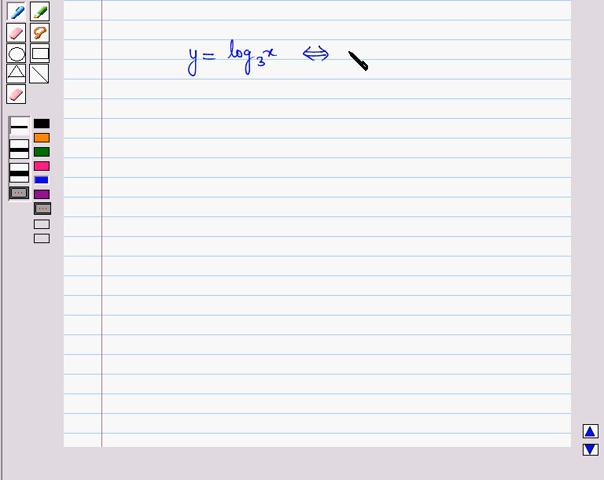 y = log₃x ⇔